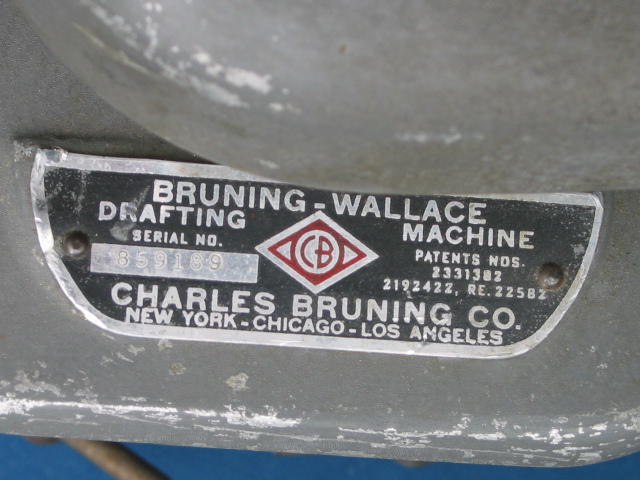 BRUNING-WALLACE
DRAFTING MACHINE
SERIAL NO.
859189
CB
PATENTS NOS.
2331382
2192422, RE.22582
CHARLES BRUNING CO.
NEW YORK-CHICAGO-LOS ANGELES